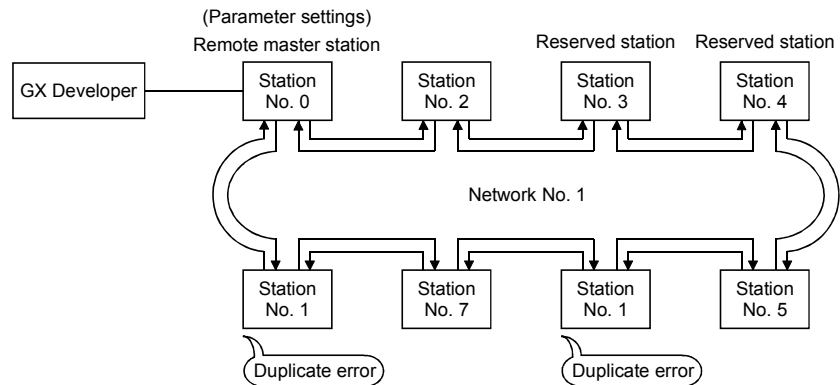 (Parameter settings)
Remote master station
Reserved station
Reserved station
GX Developer
Station
No. 0
Station
No. 2
Station
No. 3
Station
No. 4
Network No. 1
Station
No. 1
Station
No. 7
Station
No. 1
Station
No. 5
Duplicate error
Duplicate error